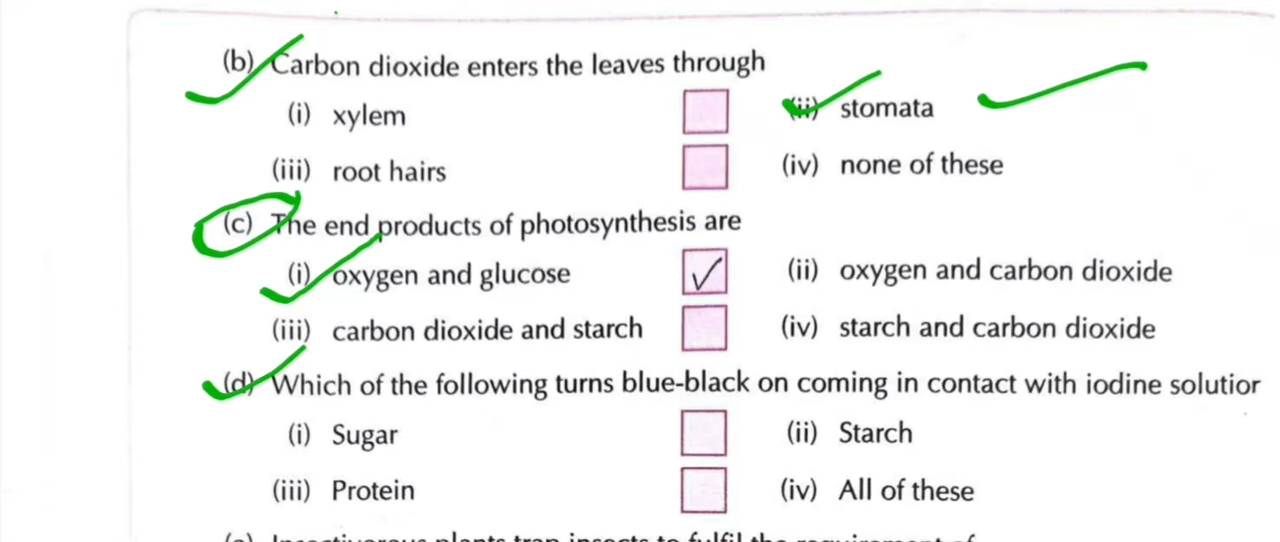 (b) Carbon dioxide enters the leaves through
(i) xylem (ii) stomata
(iii) root hairs (iv) none of these
(c) The end products of photosynthesis are
(i) oxygen and glucose (ii) oxygen and carbon dioxide
(iii) carbon dioxide and starch (iv) starch and carbon dioxide
(d) Which of the following turns blue-black on coming in contact with iodine
(i) Sugar (ii) Starch
(iii) Protein (iv) All of these